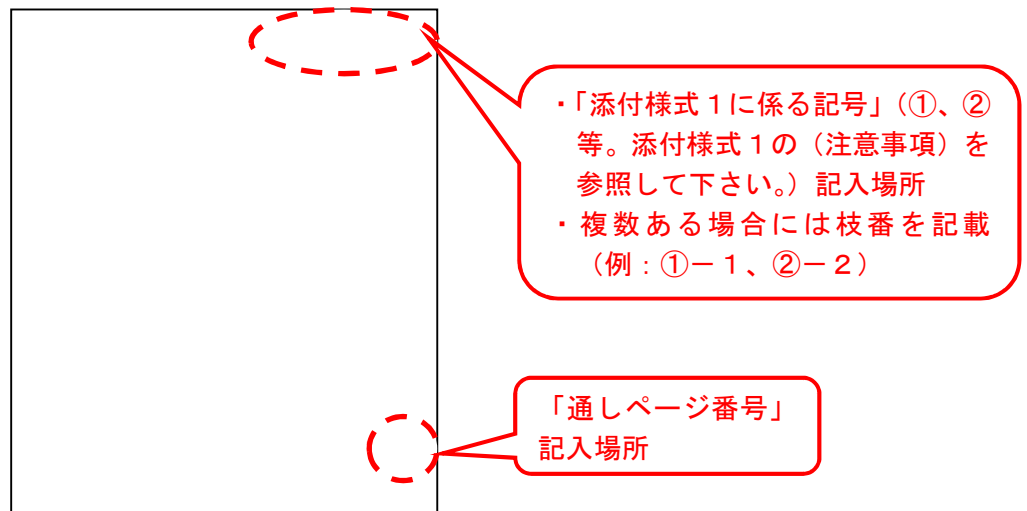 ・「添付様式１に係る記号」（①、②
等。添付様式１の（注意事項）を
参照して下さい。）記入場所
・複数ある場合には枝番を記載
（例：①－１、②－２）
「通しページ番号」
記入場所